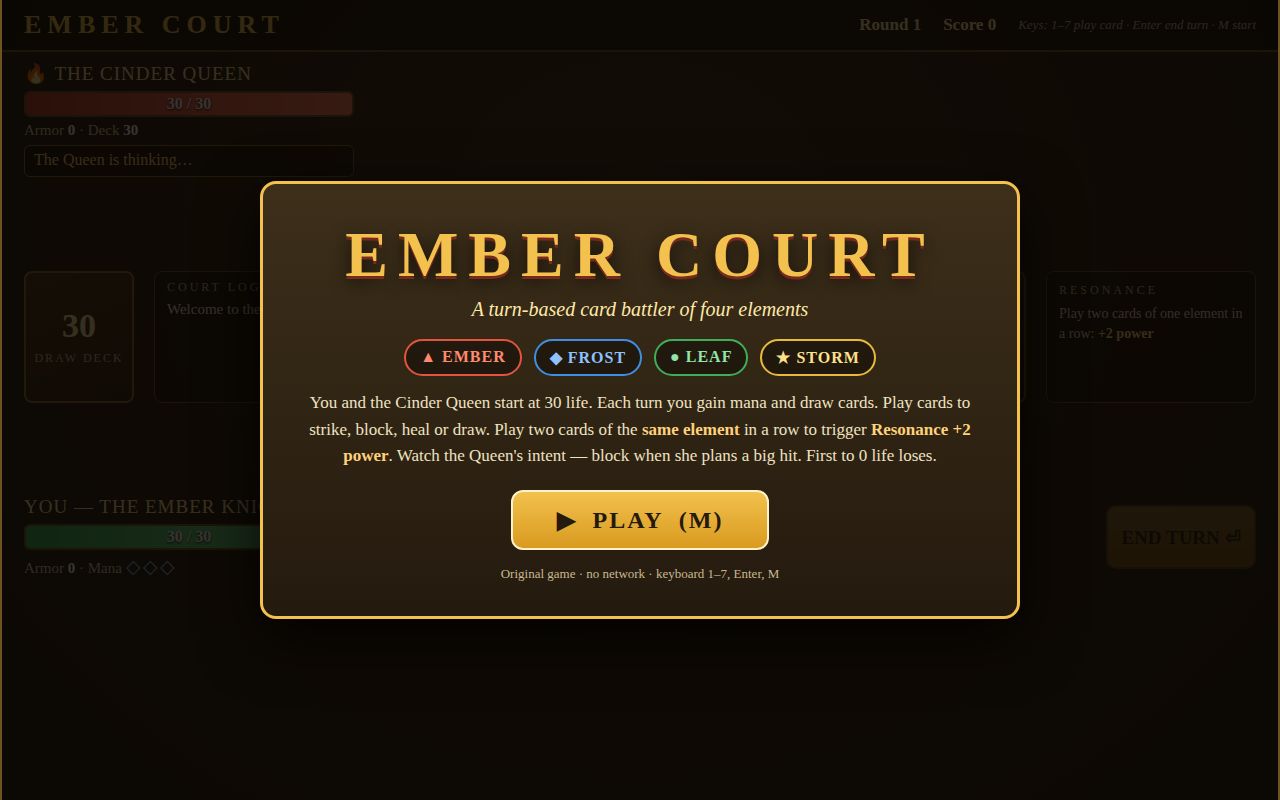 EMBER COURT
Round 1 Score 0 Keys: 1–7 play card · Enter end turn · M start
🔥 THE CINDER QUEEN
30 / 30
Armor 0 · Deck 30
The Queen is thinking…
EMBER COURT
A turn-based card battler of four elements
▲ EMBER ◆ FROST ● LEAF ★ STORM
You and the Cinder Queen start at 30 life. Each turn you gain mana and draw cards. Play cards to
strike, block, heal or draw. Play two cards of the same element in a row to trigger Resonance +2
power. Watch the Queen's intent — block when she plans a big hit. First to 0 life loses.
▶ PLAY (M)
Original game · no network · keyboard 1–7, Enter, M
30
DRAW DECK
COURT LOG
Welcome to the
RESONANCE
Play two cards of one element in
a row: +2 power
YOU — THE EMBER KNI
30 / 30
Armor 0 · Mana ◇◇◇
END TURN ⏎